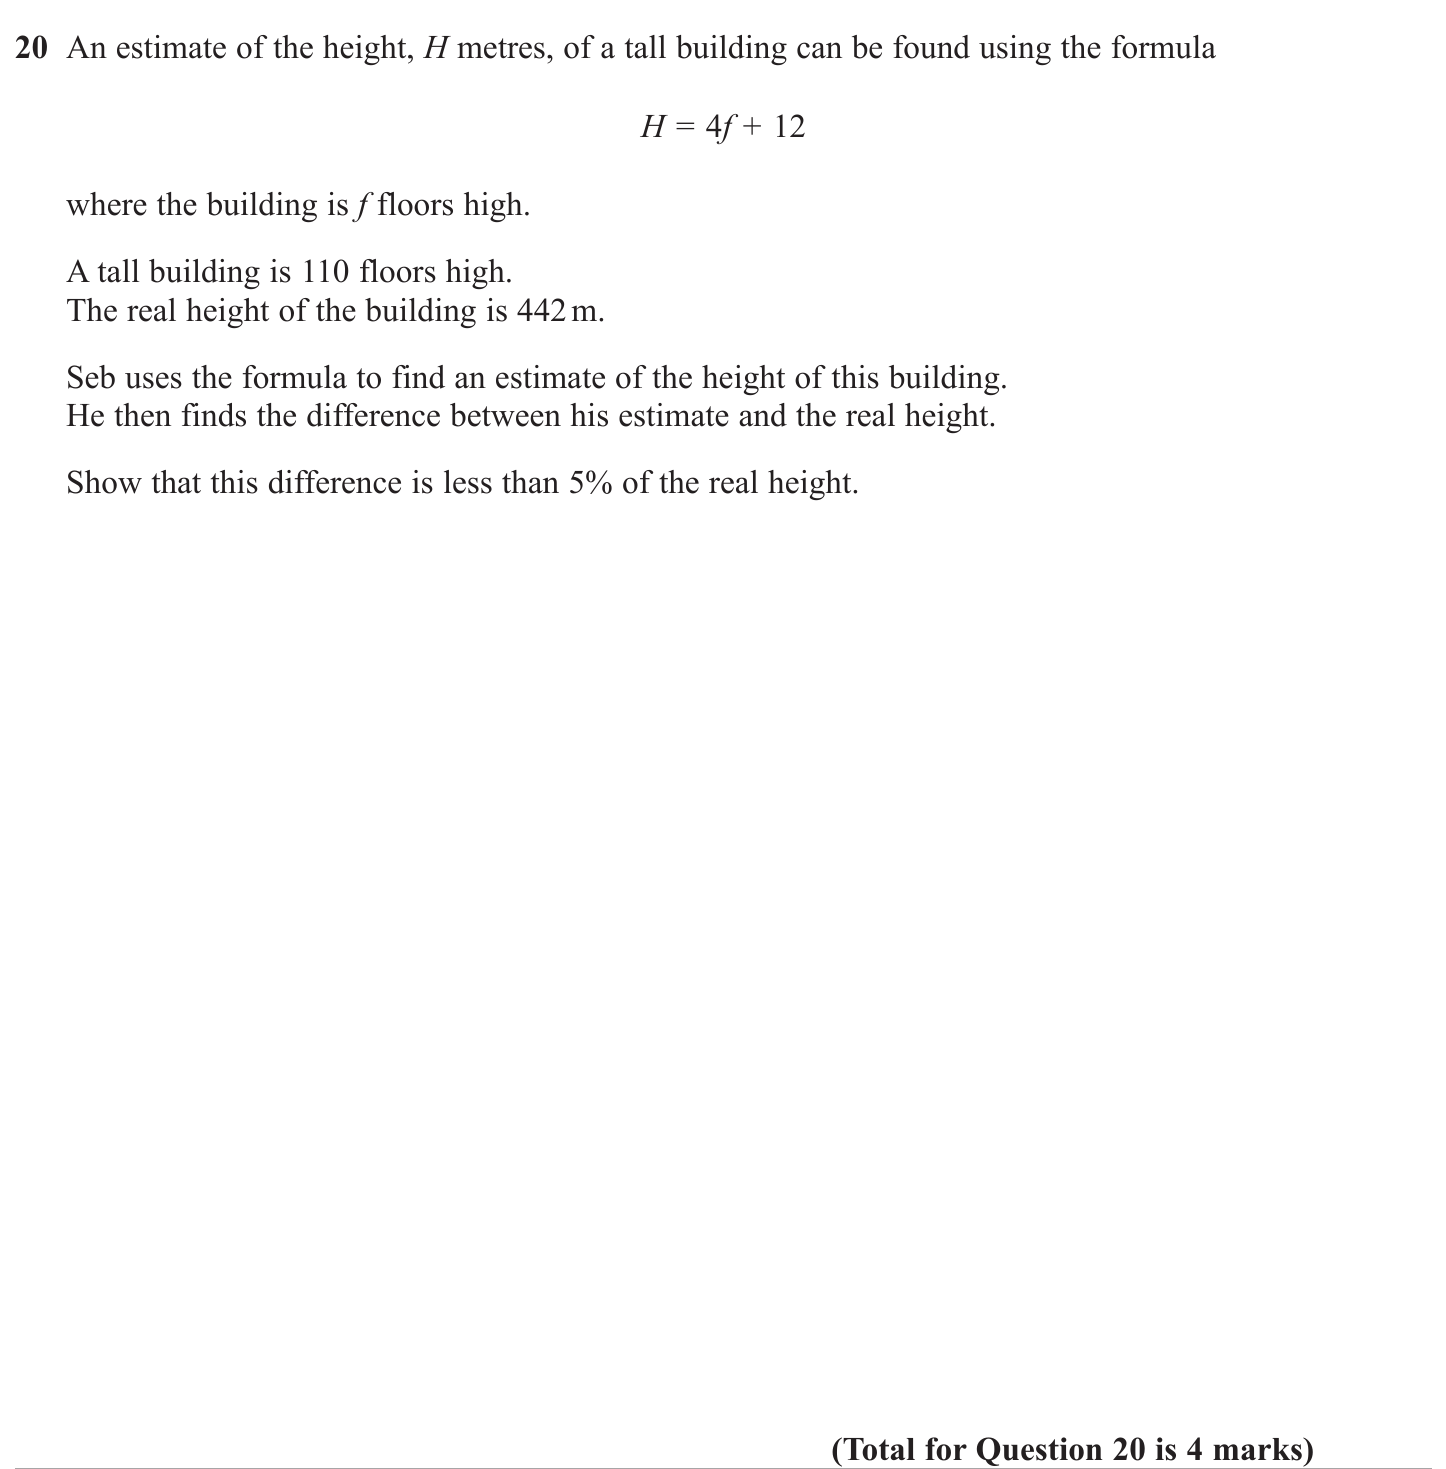 20 An estimate of the height, H metres, of a tall building can be found using the formula
H = 4f + 12
where the building is f floors high.
A tall building is 110 floors high.
The real height of the building is 442 m.
Seb uses the formula to find an estimate of the height of this building.
He then finds the difference between his estimate and the real height.
Show that this difference is less than 5% of the real height.
(Total for Question 20 is 4 marks)